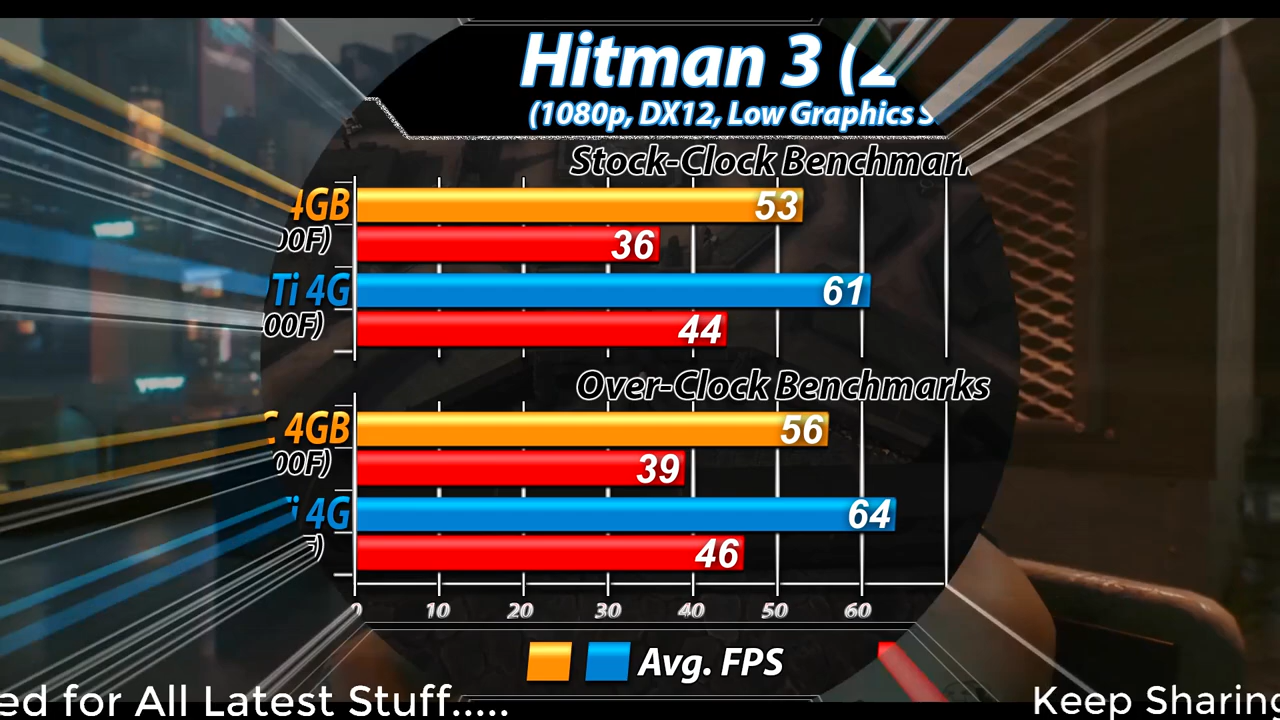 Hitman 3 (2
(1080p, DX12, Low Graphics S
Stock-Clock Benchmar
4GB 53
00F) 36
Ti 4G 61
00F) 44
Over-Clock Benchmarks
4GB 56
00F) 39
Ti 4G 64
F) 46
0 10 20 30 40 50 60
Avg. FPS
ed for All Latest Stuff..... Keep Sharing